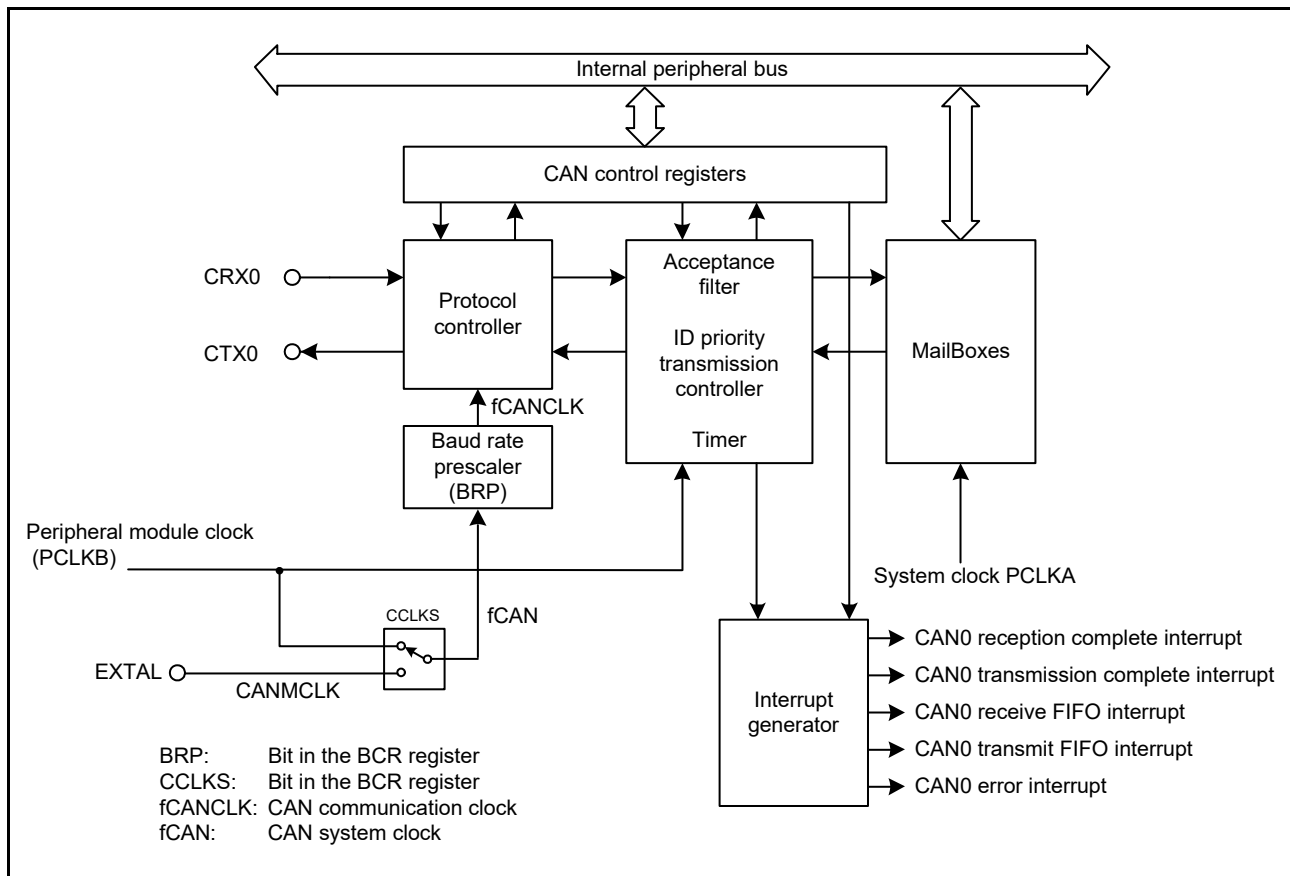 Internal peripheral bus
CAN control registers
CRX0
CTX0
Protocol
controller
Acceptance
filter
ID priority
transmission
controller
Timer
MailBoxes
fCANCLK
Baud rate
prescaler
(BRP)
Peripheral module clock
(PCLKB)
System clock PCLKA
CCLKS
fCAN
EXTAL
CANMCLK
Interrupt
generator
CAN0 reception complete interrupt
CAN0 transmission complete interrupt
CAN0 receive FIFO interrupt
CAN0 transmit FIFO interrupt
CAN0 error interrupt
BRP: Bit in the BCR register
CCLKS: Bit in the BCR register
fCANCLK: CAN communication clock
fCAN: CAN system clock